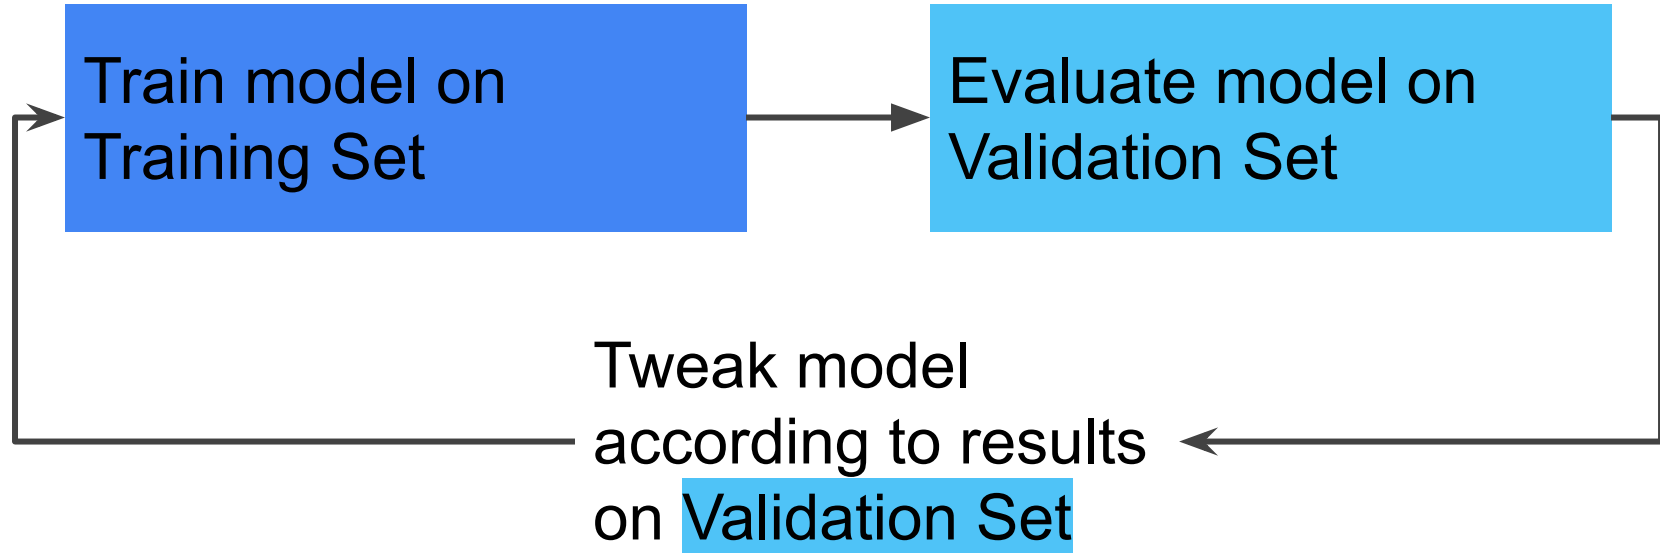 Train model on
Training Set
Evaluate model on
Validation Set
Tweak model
according to results
on Validation Set